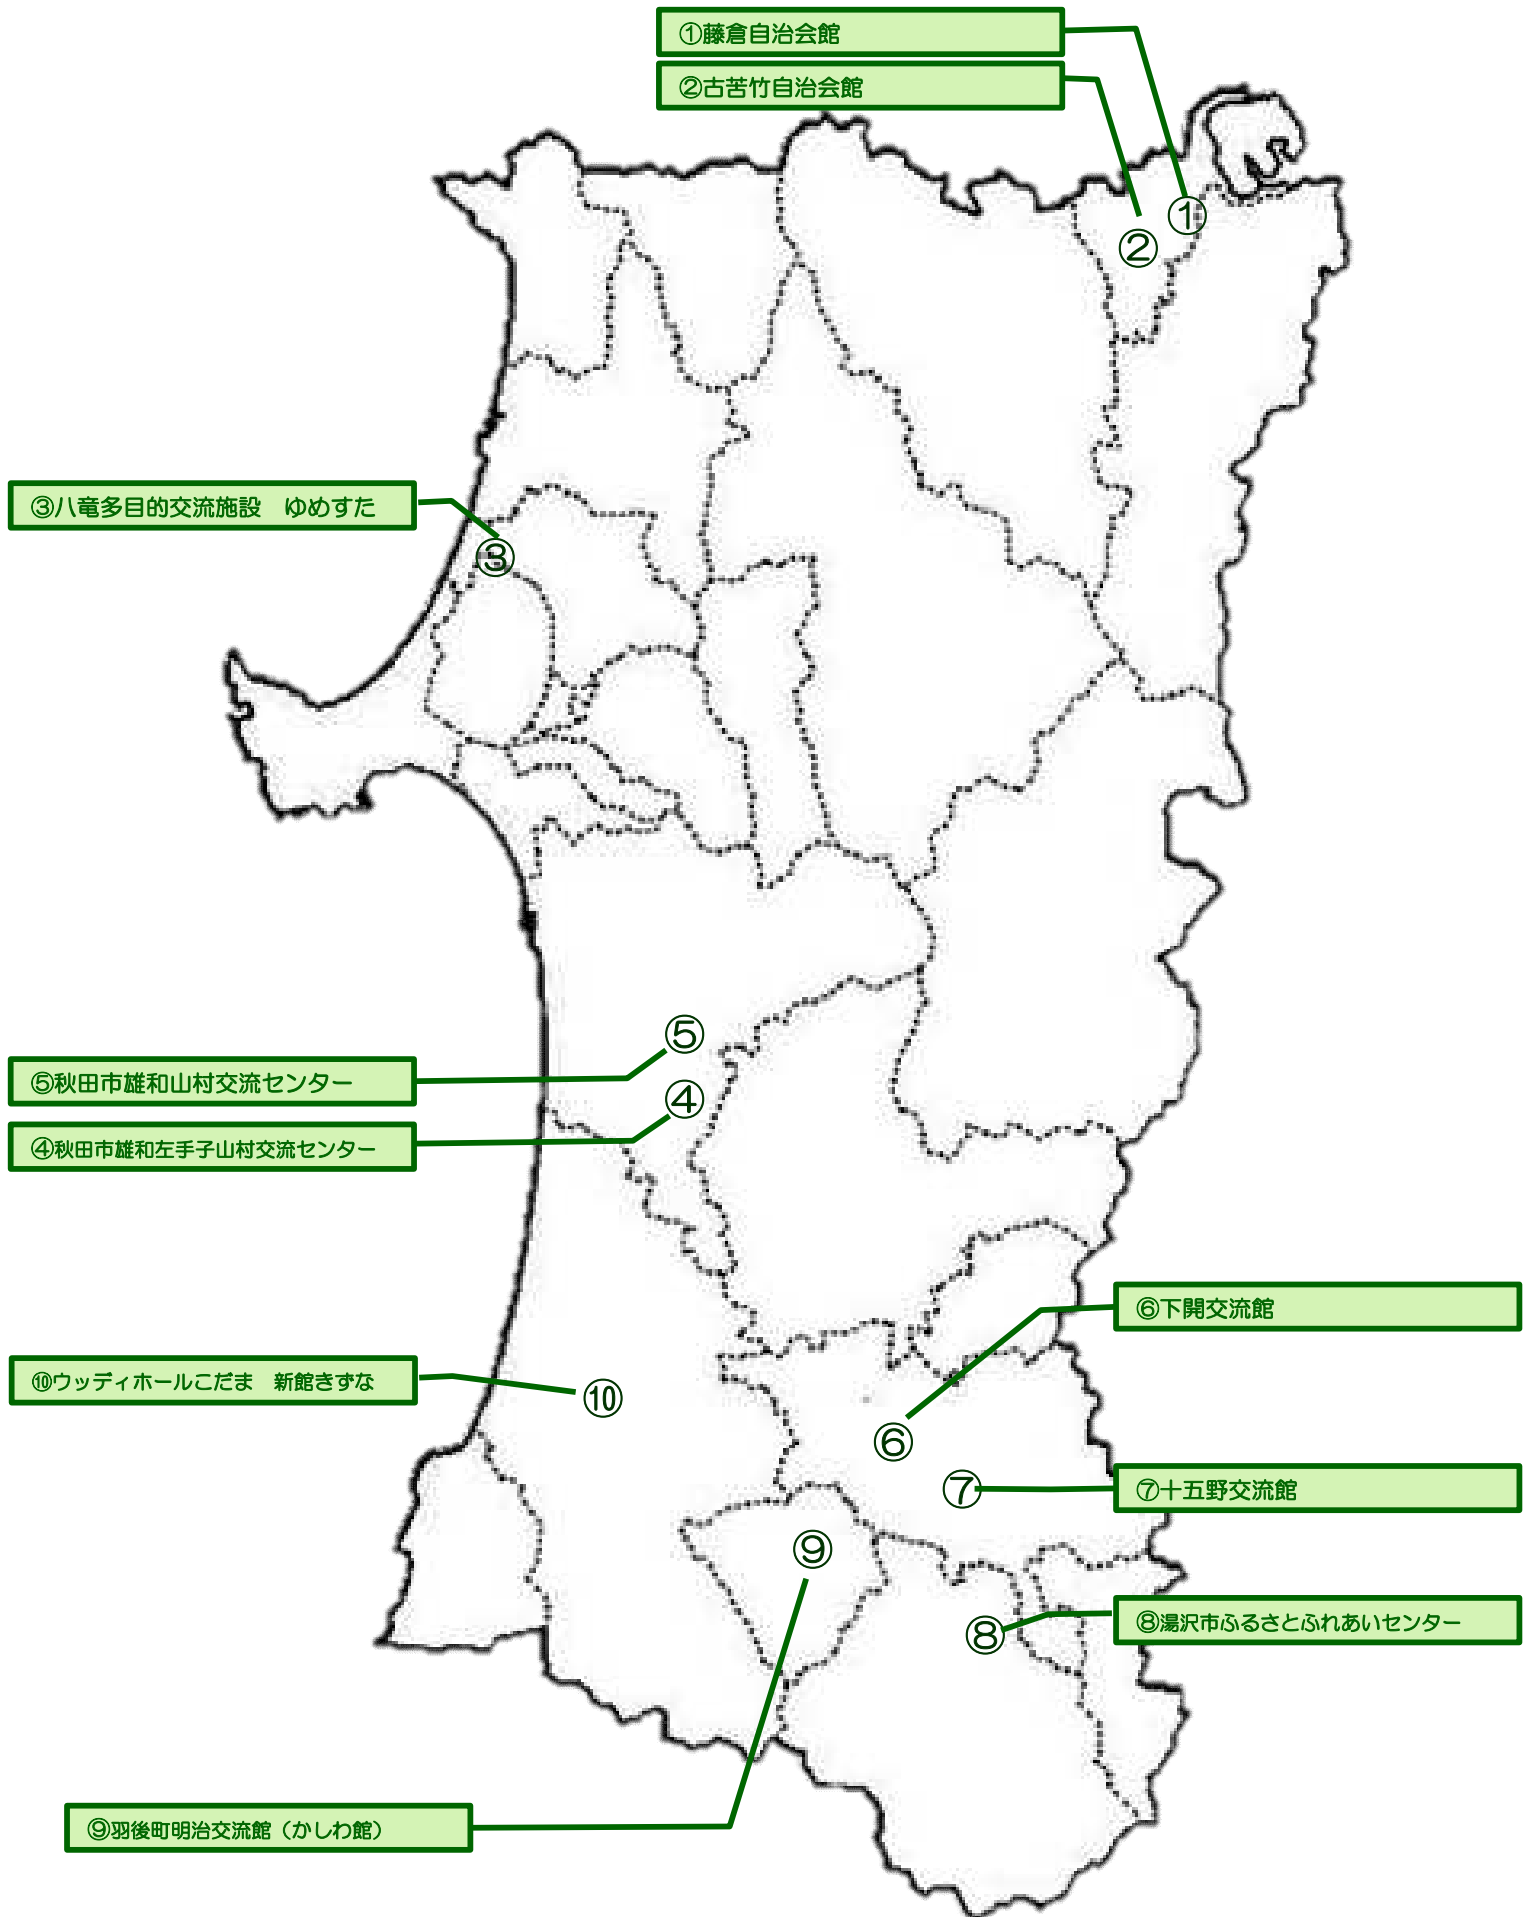 ①藤倉自治会館
②古苦竹自治会館
①
②
③八竜多目的交流施設　ゆめすた
③
⑤
⑤秋田市雄和山村交流センター
④
④秋田市雄和左手子山村交流センター
⑥下開交流館
⑩ウッディホールこだま　新館きずな
⑩
⑥
⑦
⑦十五野交流館
⑨
⑧
⑧湯沢市ふるさとふれあいセンター
⑨羽後町明治交流館（かしわ館）